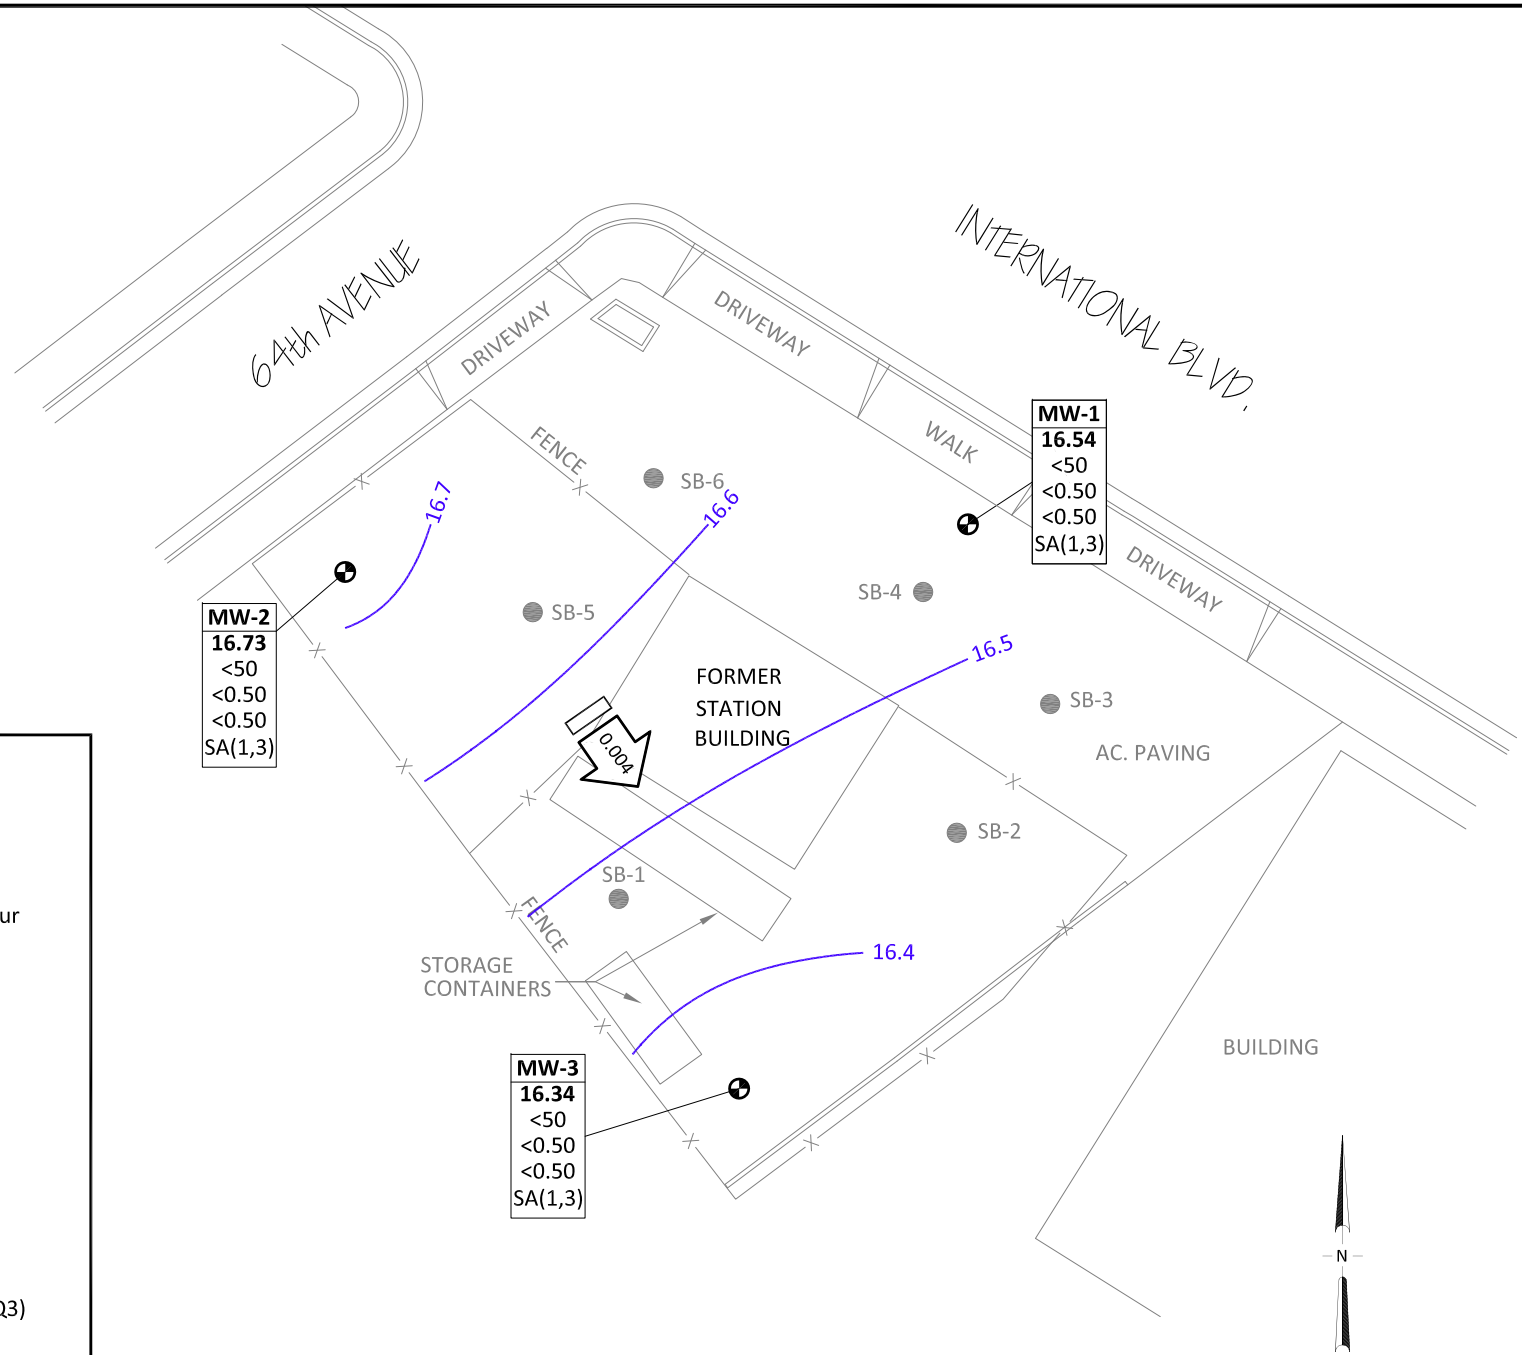 INTERNATIONAL BLVD.
64th AVENUE
DRIVEWAY
DRIVEWAY
WALK
MW-1
16.54
<50
<0.50
<0.50
SA(1,3)
FENCE
SB-6
16.7
16.6
DRIVEWAY
SB-4
SB-5
MW-2
16.73
<50
<0.50
<0.50
SA(1,3)
16.5
FORMER
STATION
BUILDING
SB-3
AC. PAVING
0.004
SB-2
SB-1
FENCE
ur
STORAGE
CONTAINERS
16.4
BUILDING
MW-3
16.34
<50
<0.50
<0.50
SA(1,3)
N
Q3)